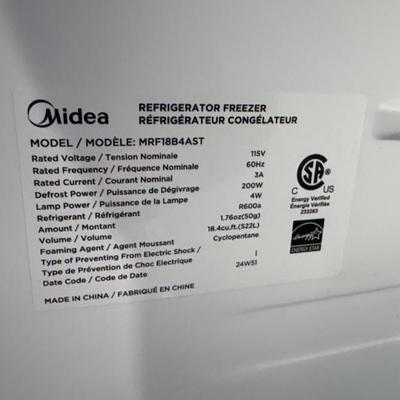 Midea
REFRIGERATOR FREEZER
RÉFRIGÉRATEUR CONGÉLATEUR
MODEL / MODÈLE: MRF18B4AST
Rated Voltage / Tension Nominale 115V
Rated Frequency / Fréquence Nominale 60Hz
Rated Current / Courant Nominal 3A
Defrost Power / Puissance de Dégivrage 200W
Lamp Power / Puissance de la Lampe 4W
Refrigerant / Réfrigérant R600a
Amount / Montant 1.76oz(50g)
Volume / Volume 18.4cu.ft.(522L)
Foaming Agent / Agent Moussant Cyclopentane
Type of Preventing From Electric Shock /
Type de Prévention de Choc Électrique I
Date Code / Code de Date 24W51
MADE IN CHINA / FABRIQUÉ EN CHINE
SA
C US
Energy Verified
Énergie Vérifiée
233283
energy
ENERGY STAR